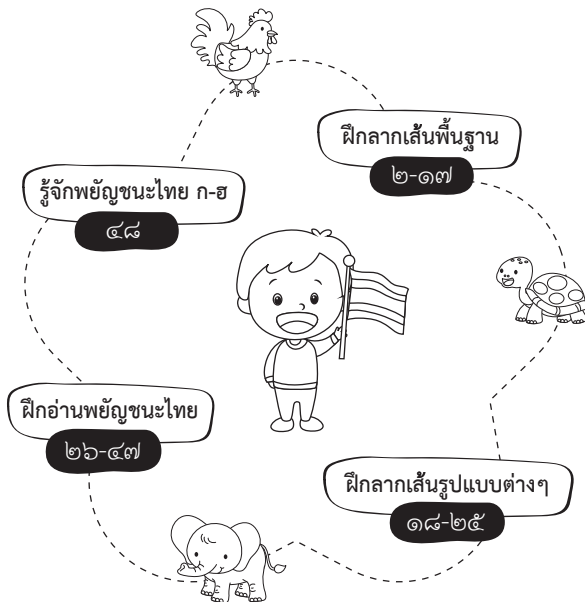 ฝึกลากเส้นพื้นฐาน
๒-๑๗
รู้จักพยัญชนะไทย ก-ฮ
๔๘
ฝึกอ่านพยัญชนะไทย
๒๖-๔๗
ฝึกลากเส้นรูปแบบต่างๆ
๑๘-๒๕